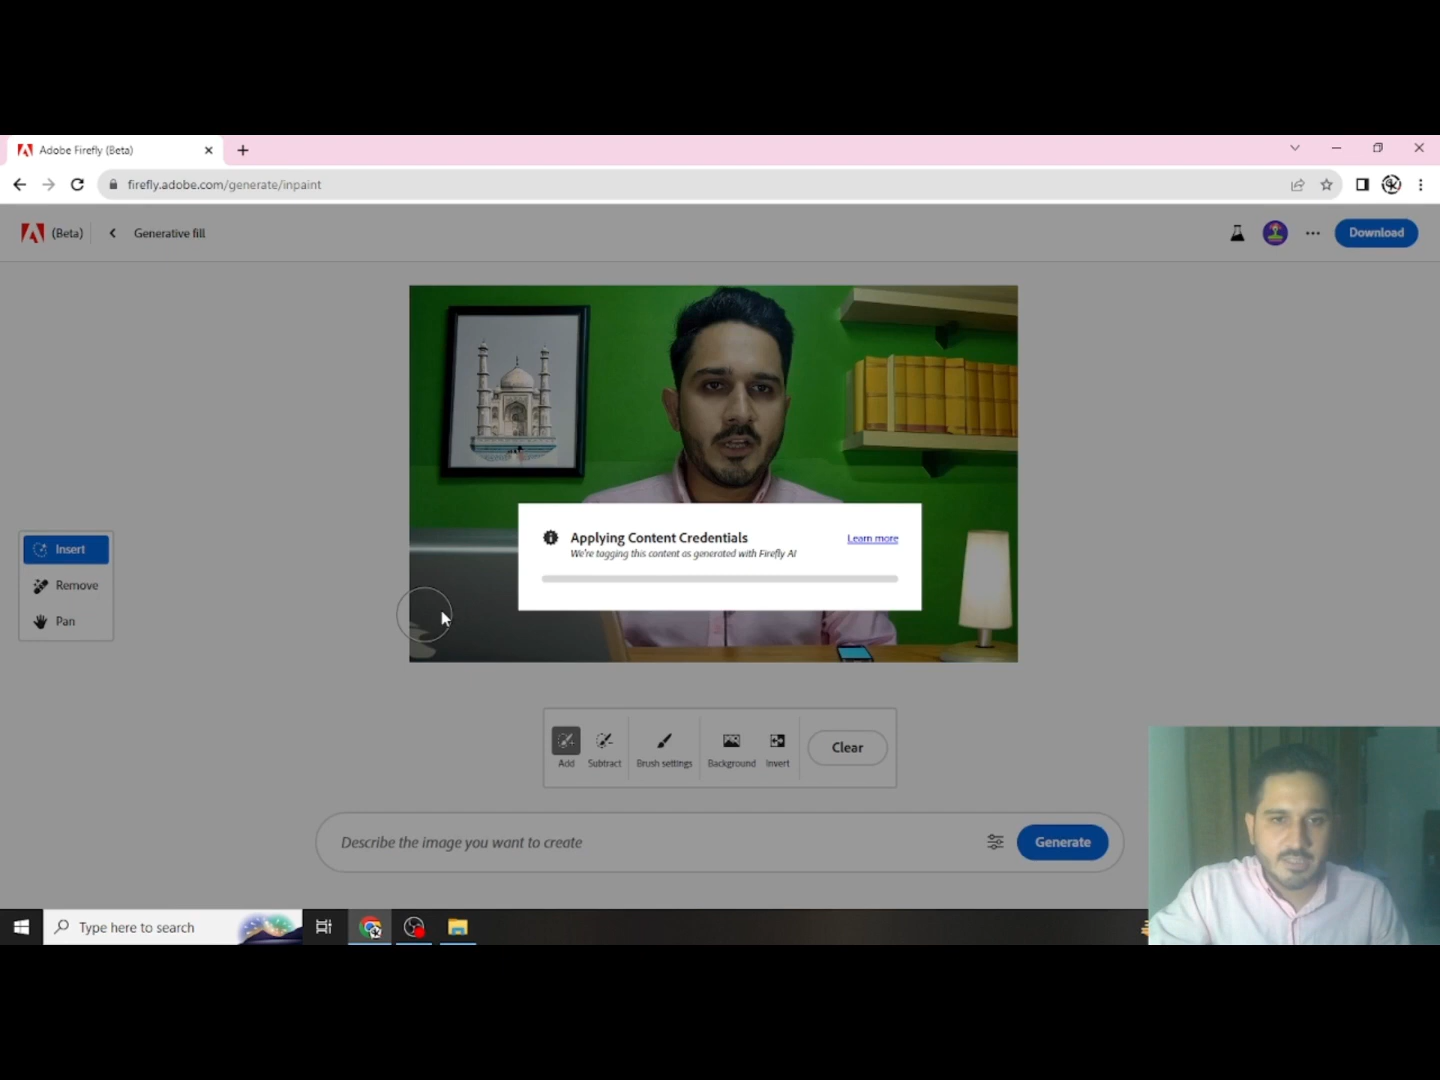 Adobe Firefly (Beta)
firefly.adobe.com/generate/inpaint
(Beta)
Generative fill
Download
Applying Content Credentials
Learn more
We're tagging this content as generated with Firefly AI
Insert
Remove
Pan
Add
Subtract
Brush settings
Background
Invert
Clear
Describe the image you want to create
Generate
Type here to search